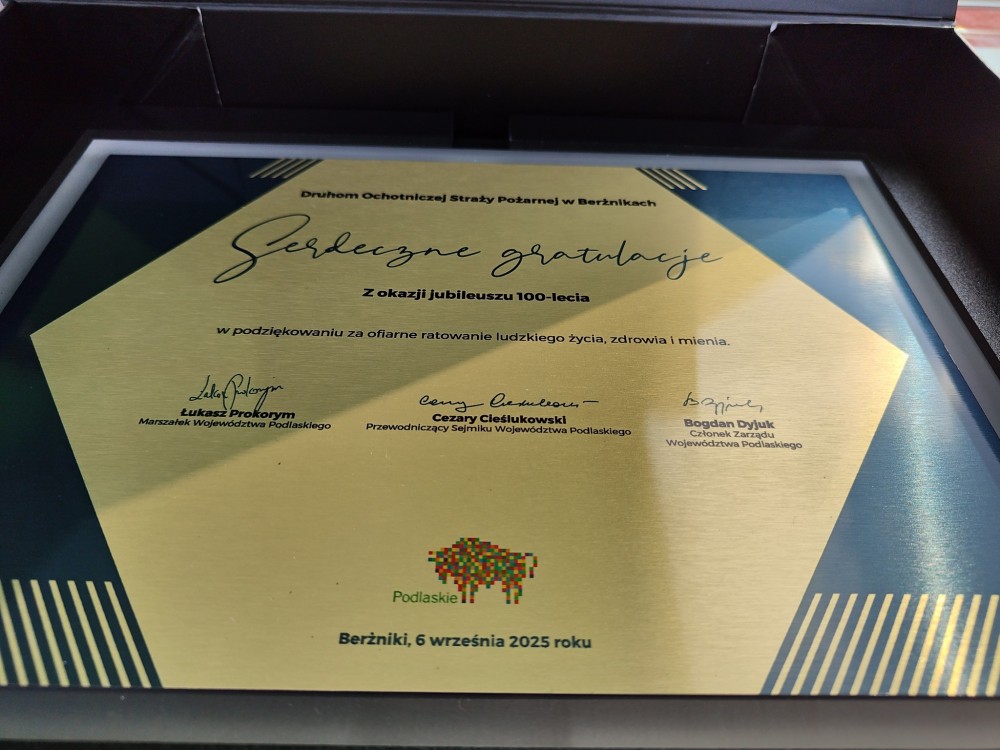 Druhom Ochotniczej Straży Pożarnej w Berżnikach
Serdeczne gratulacje
Z okazji jubileuszu 100-lecia
w podziękowaniu za ofiarne ratowanie ludzkiego życia, zdrowia i mienia.
Łukasz Prokorym
Marszałek Województwa Podlaskiego
Cezary Cieślukowski
Przewodniczący Sejmiku Województwa Podlaskiego
Bogdan Dyjuk
Członek Zarządu
Województwa Podlaskiego
Podlaskie
Berżniki, 6 września 2025 roku